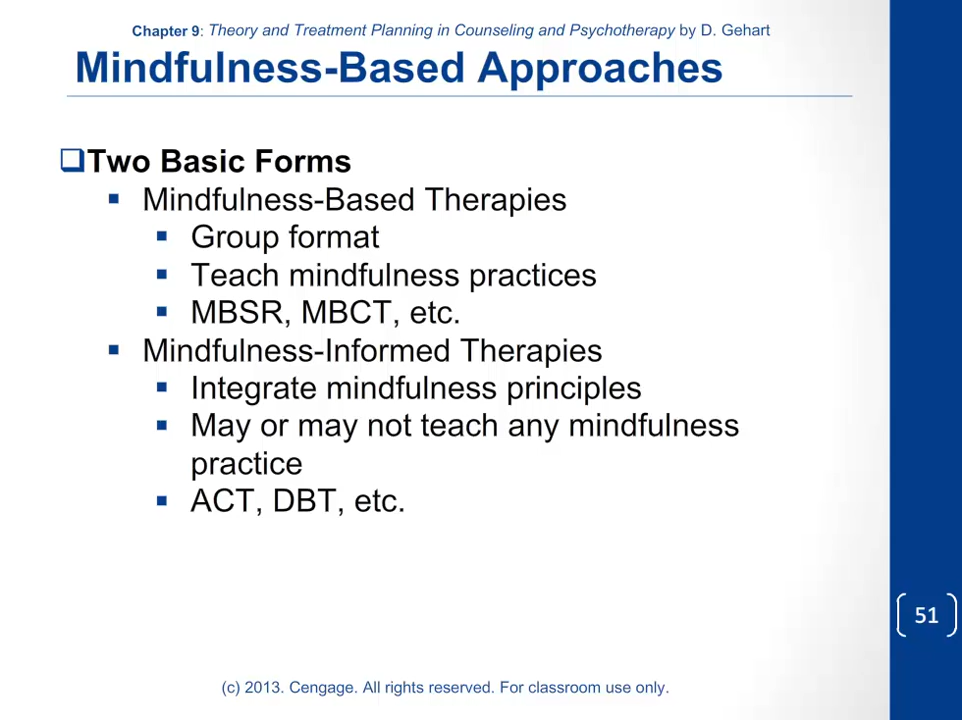 Chapter 9: Theory and Treatment Planning in Counseling and Psychotherapy by D. Gehart
Mindfulness-Based Approaches
Two Basic Forms
Mindfulness-Based Therapies
Group format
Teach mindfulness practices
MBSR, MBCT, etc.
Mindfulness-Informed Therapies
Integrate mindfulness principles
May or may not teach any mindfulness
practice
ACT, DBT, etc.
51
(c) 2013. Cengage. All rights reserved. For classroom use only.